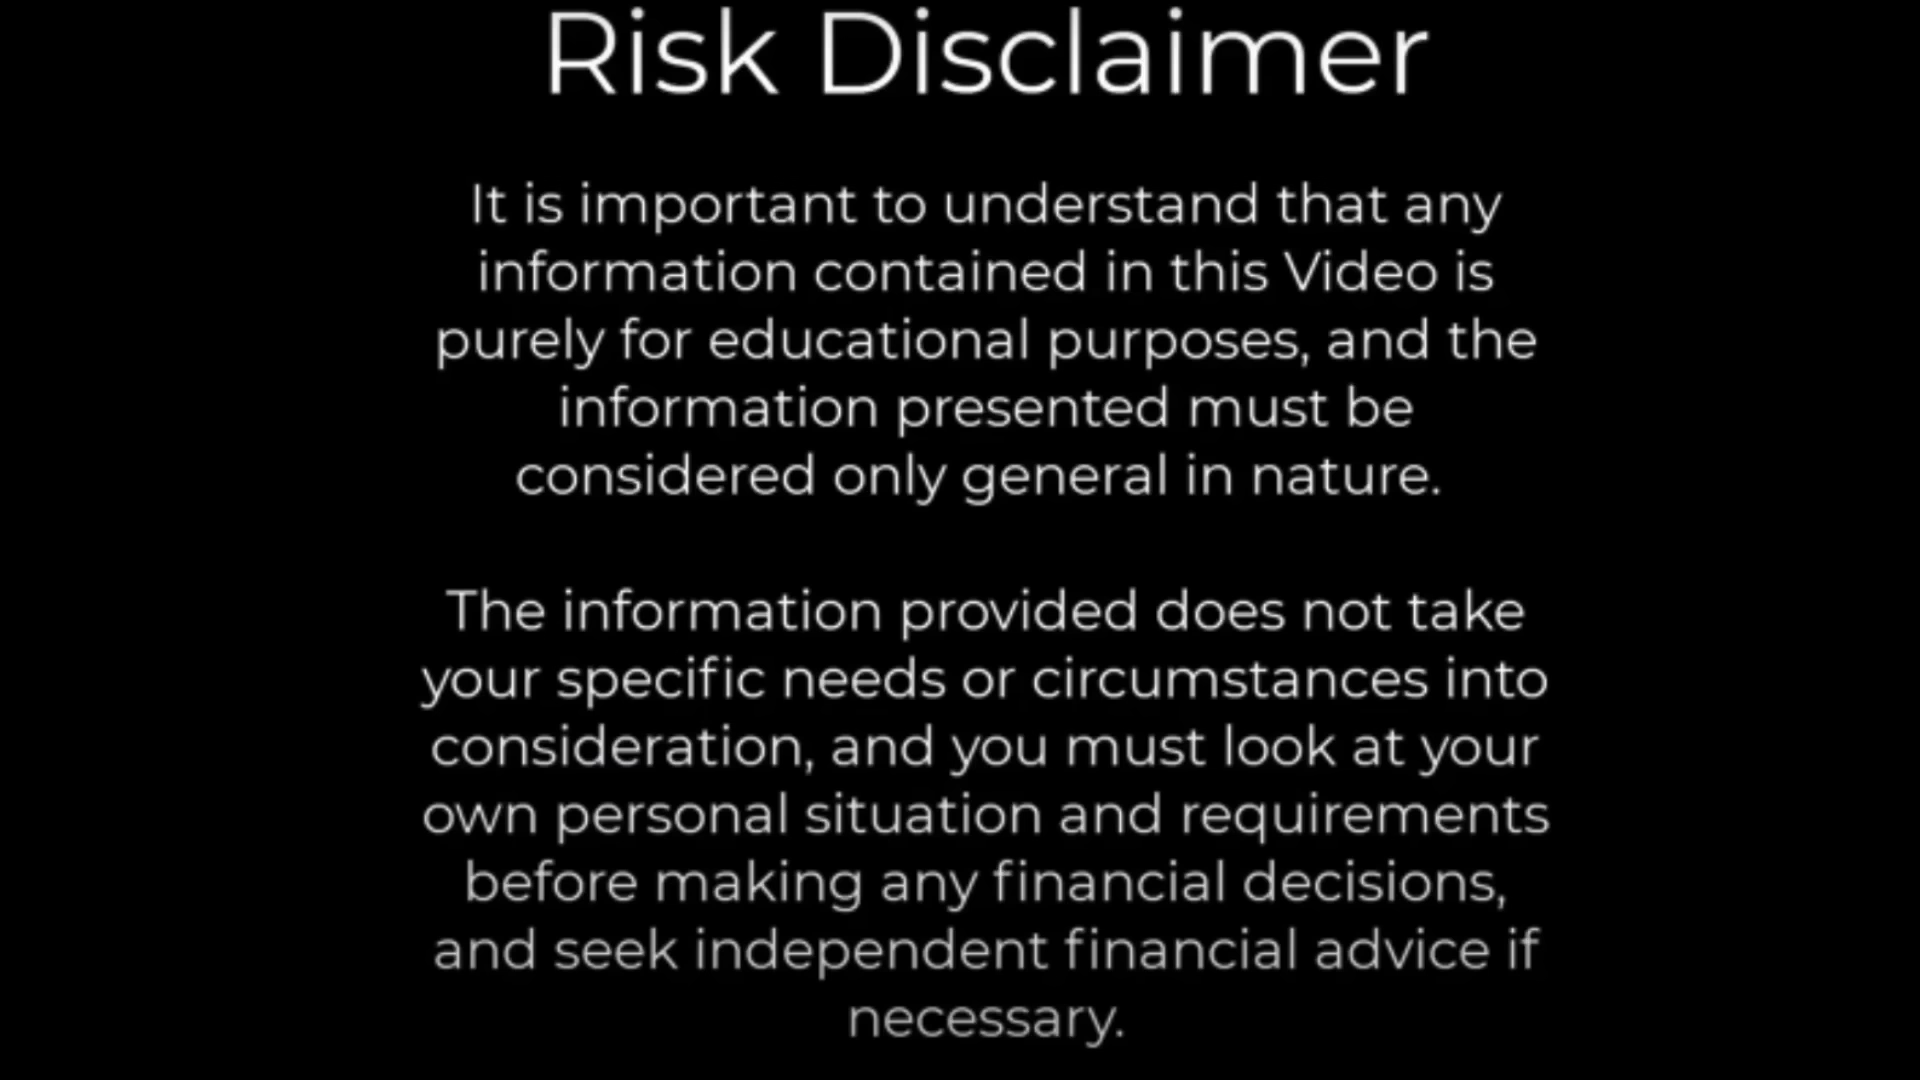 Risk Disclaimer
It is important to understand that any
information contained in this Video is
purely for educational purposes, and the
information presented must be
considered only general in nature.
The information provided does not take
your specific needs or circumstances into
consideration, and you must look at your
own personal situation and requirements
before making any financial decisions,
and seek independent financial advice if
necessary.